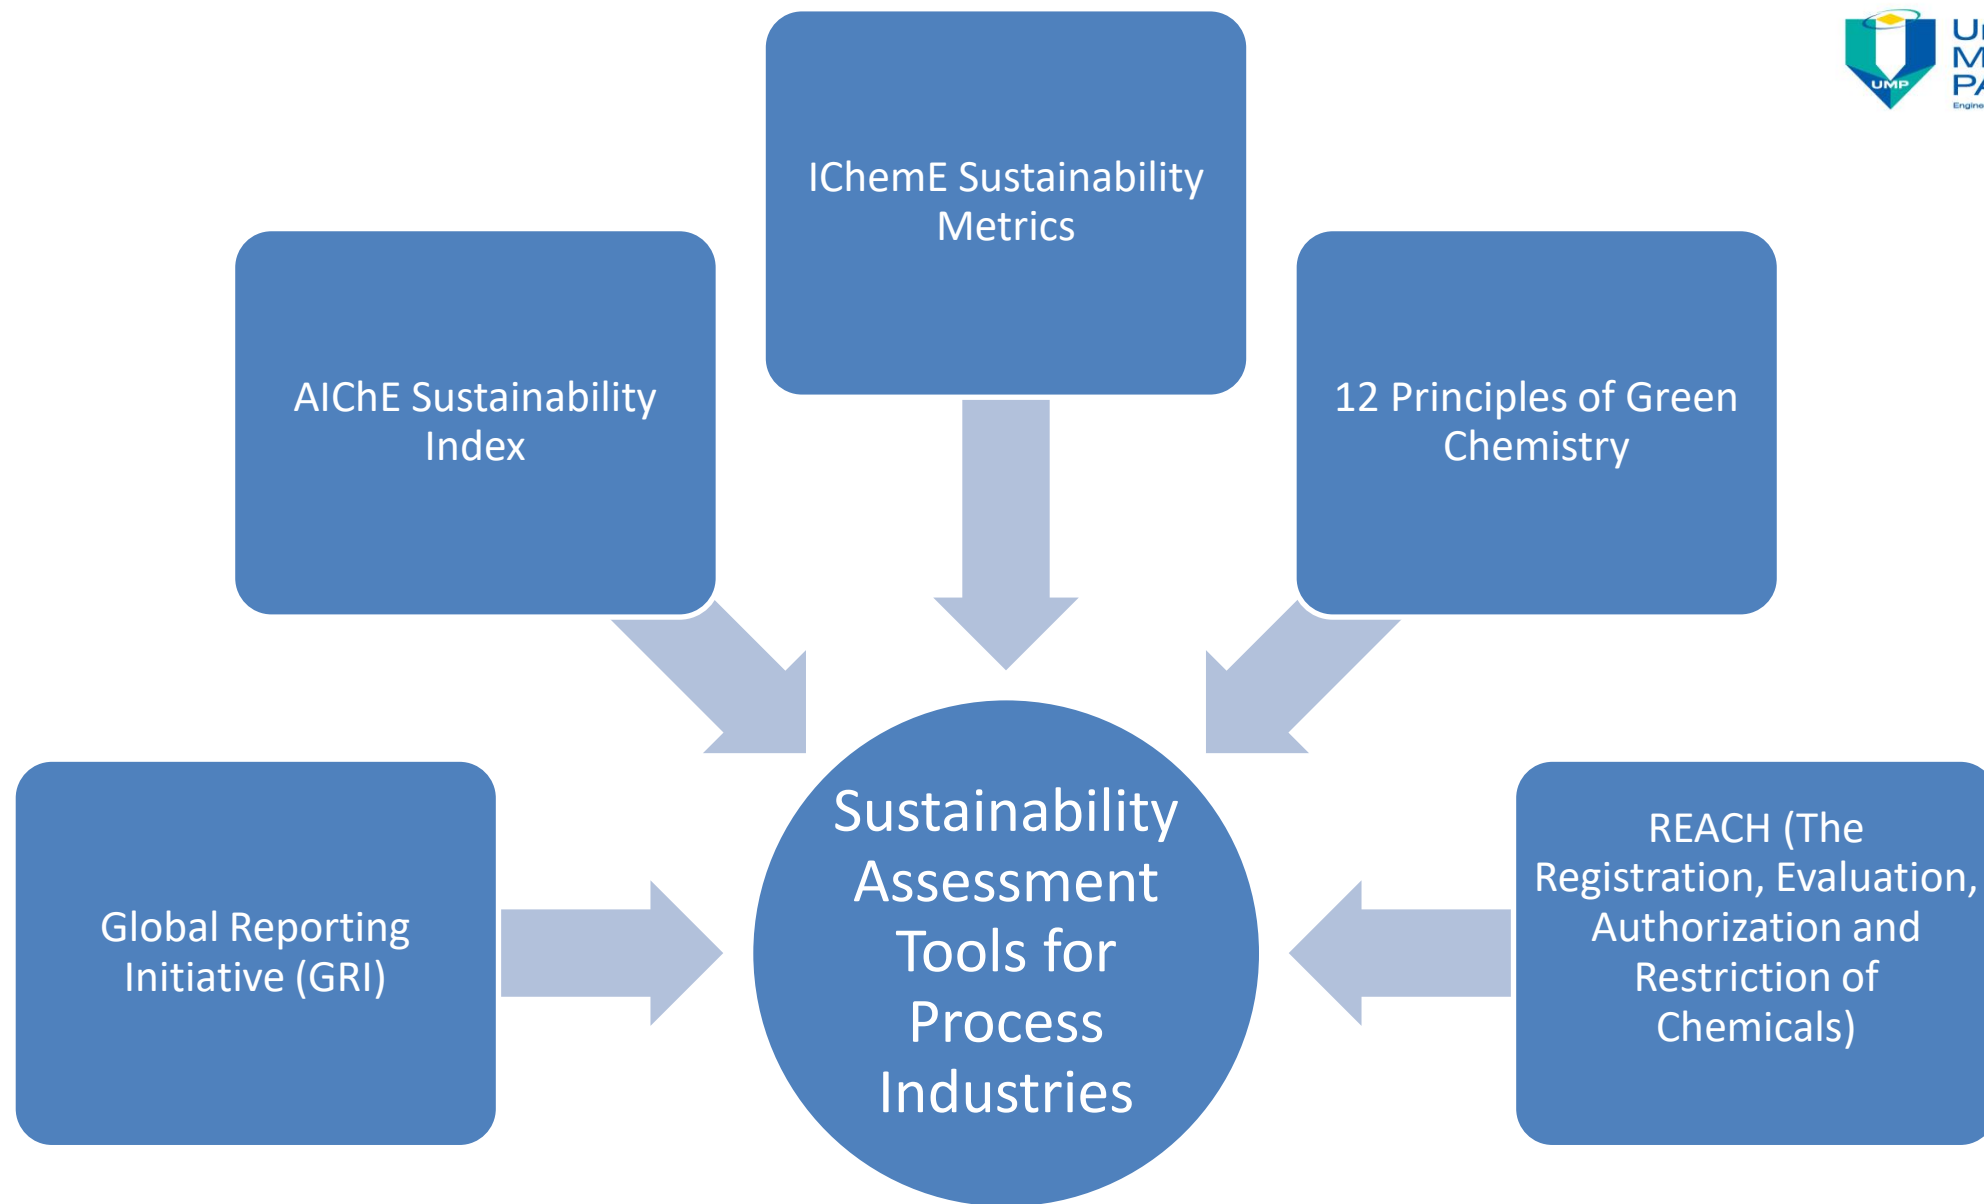 UMP
IChemE Sustainability
Metrics
AIChE Sustainability
Index
12 Principles of Green
Chemistry
Global Reporting
Initiative (GRI)
Sustainability
Assessment
Tools for
Process
Industries
REACH (The
Registration, Evaluation,
Authorization and
Restriction of
Chemicals)